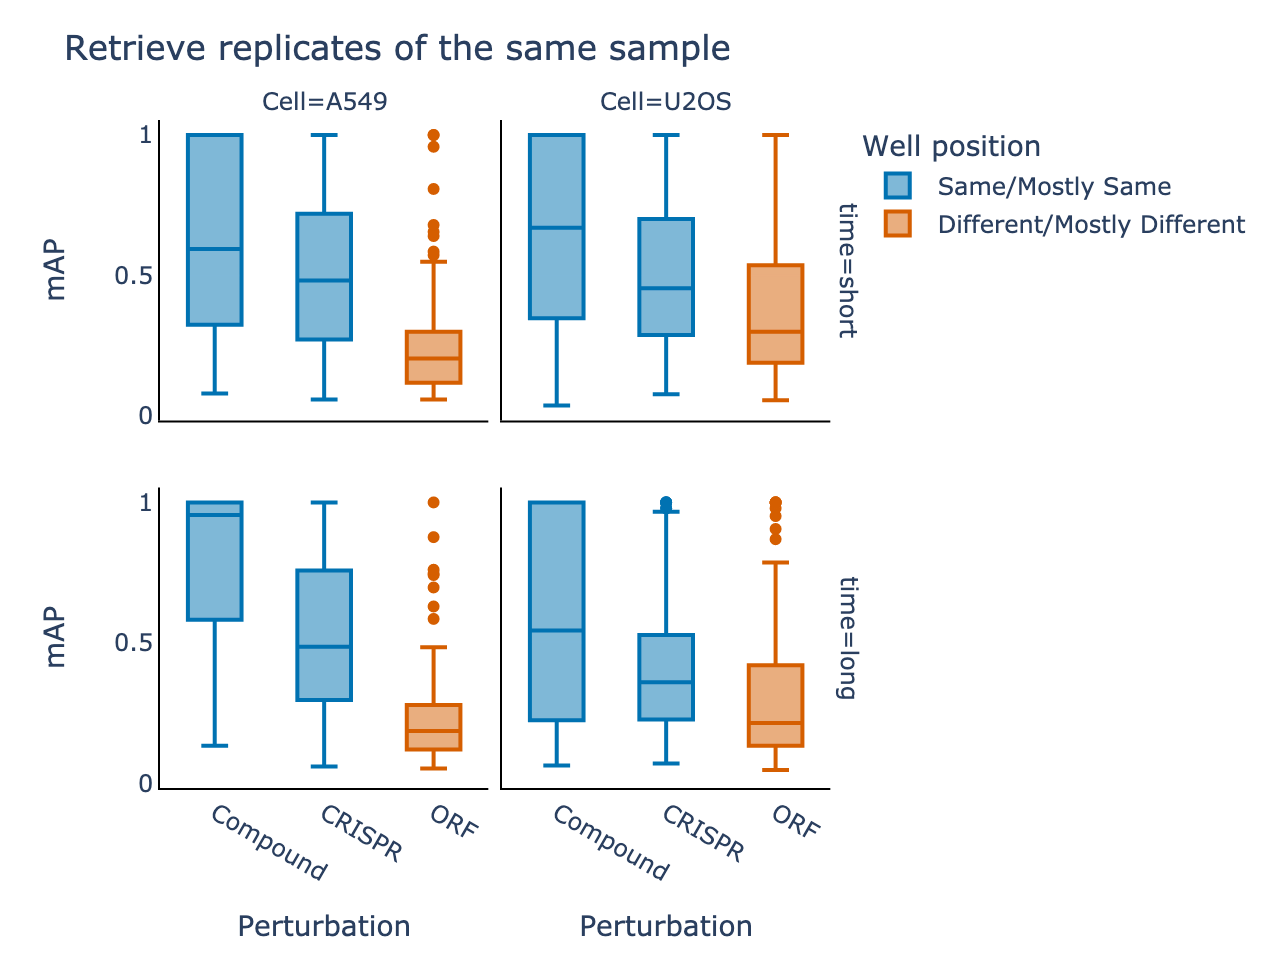 Retrieve replicates of the same sample
Cell=A549
Cell=U2OS
Well position
Same/Mostly Same
Different/Mostly Different
1
0.5
0
mAP
time=short
1
0.5
0
mAP
time=long
Compound
CRISPR
ORF
Compound
CRISPR
ORF
Perturbation
Perturbation